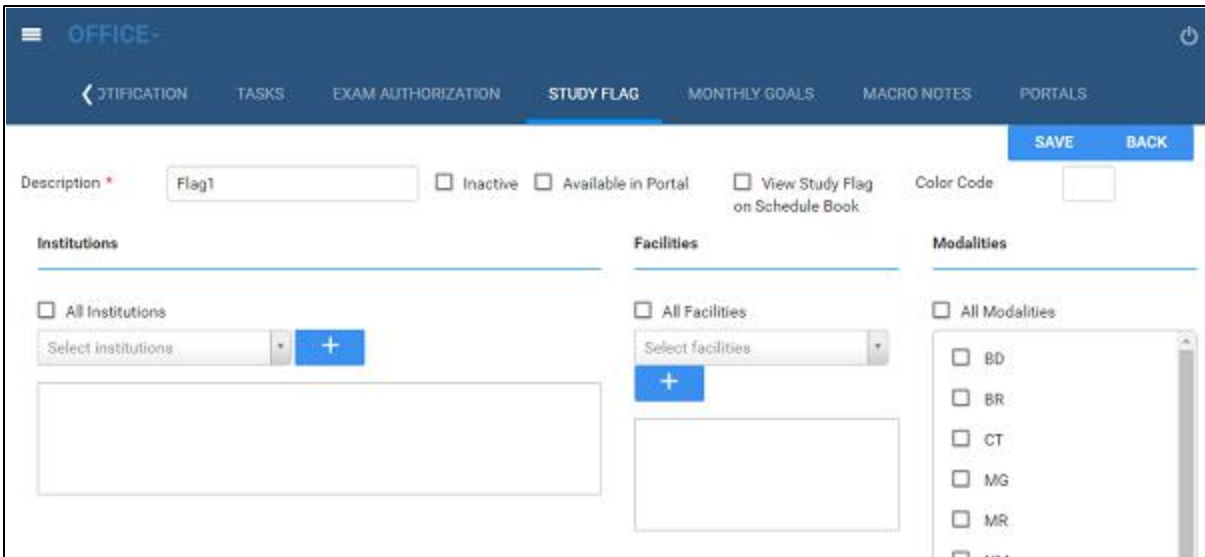 OFFICE-
OTIFICATION TASKS EXAM AUTHORIZATION STUDY FLAG MONTHLY GOALS MACRO NOTES PORTALS
SAVE BACK
Description * Flag1 Inactive Available in Portal View Study Flag on Schedule Book Color Code
Institutions Facilities Modalities
All Institutions All Facilities All Modalities
Select institutions + Select facilities
+
BD
BR
CT
MG
MR